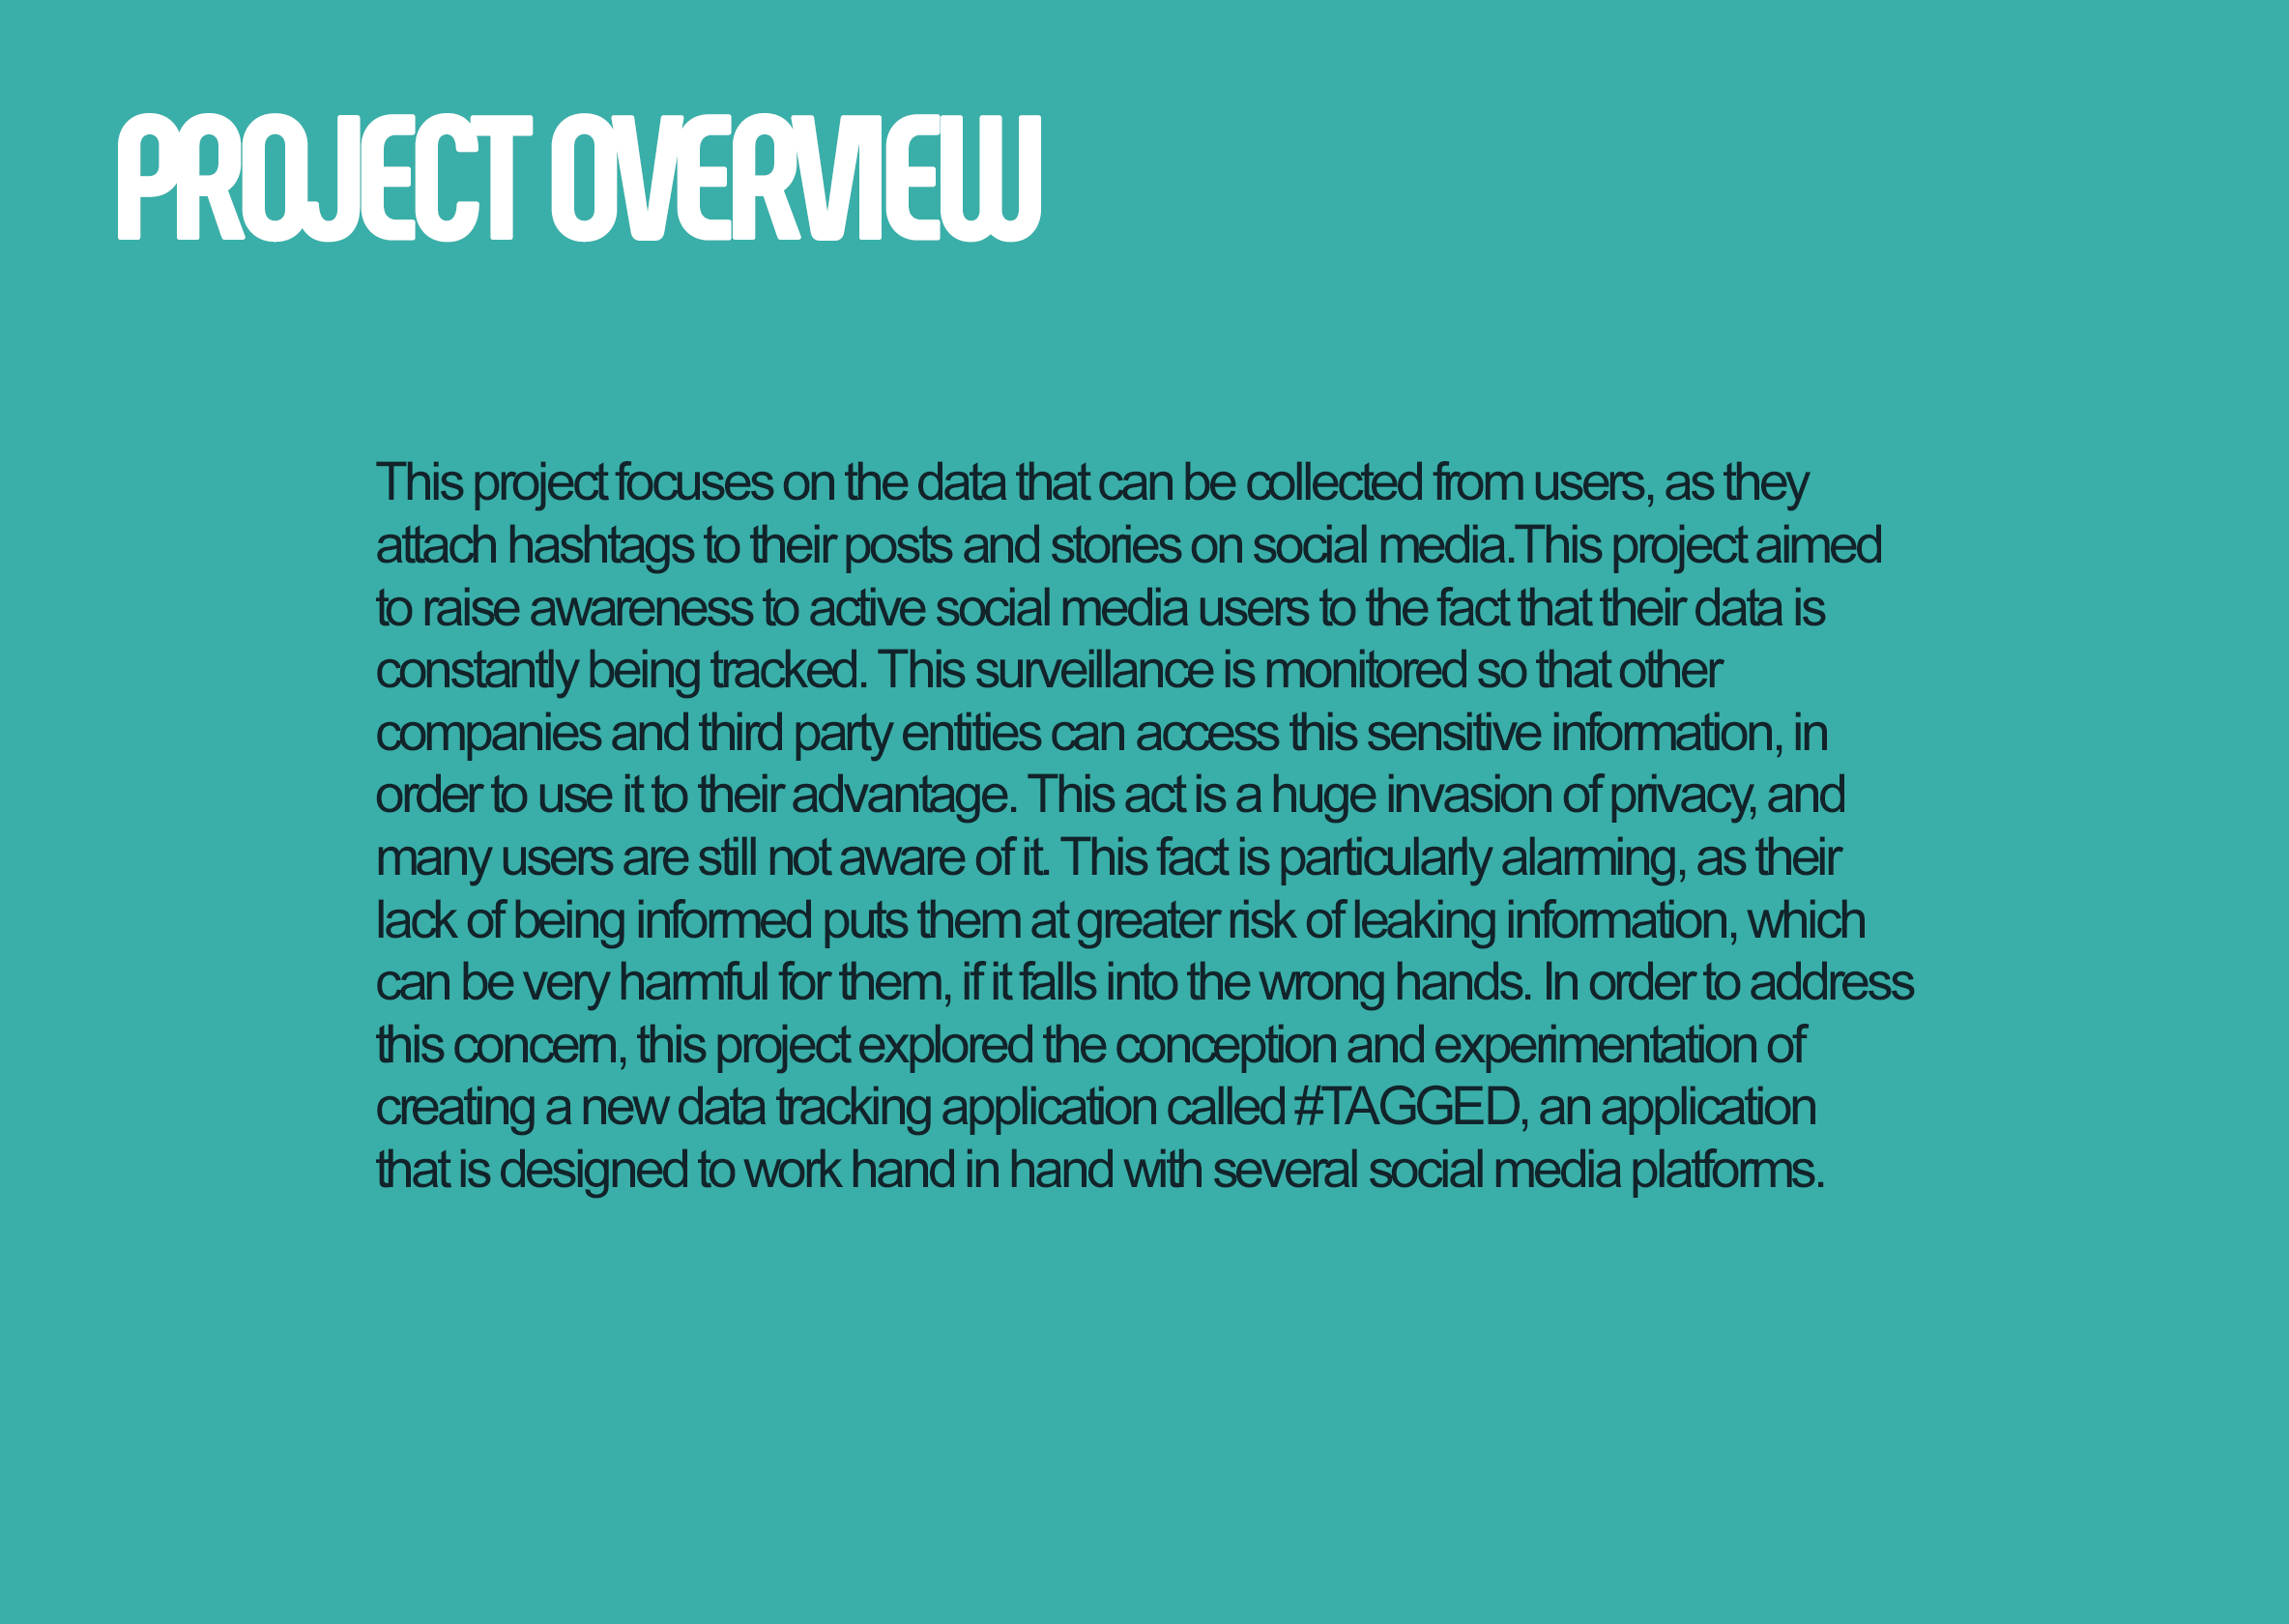 PROJECT OVERVIEW
This project focuses on the data that can be collected from users, as they
attach hashtags to their posts and stories on social media.This project aimed
to raise awareness to active social media users to the fact that their data is
constantly being tracked. This surveillance is monitored so that other
companies and third party entities can access this sensitive information, in
order to use it to their advantage. This act is a huge invasion of privacy, and
many users are still not aware of it. This fact is particularly alarming, as their
lack of being informed puts them at greater risk of leaking information, which
can be very harmful for them, if it falls into the wrong hands. In order to address
this concern, this project explored the conception and experimentation of
creating a new data tracking application called #TAGGED, an application
that is designed to work hand in hand with several social media platforms.